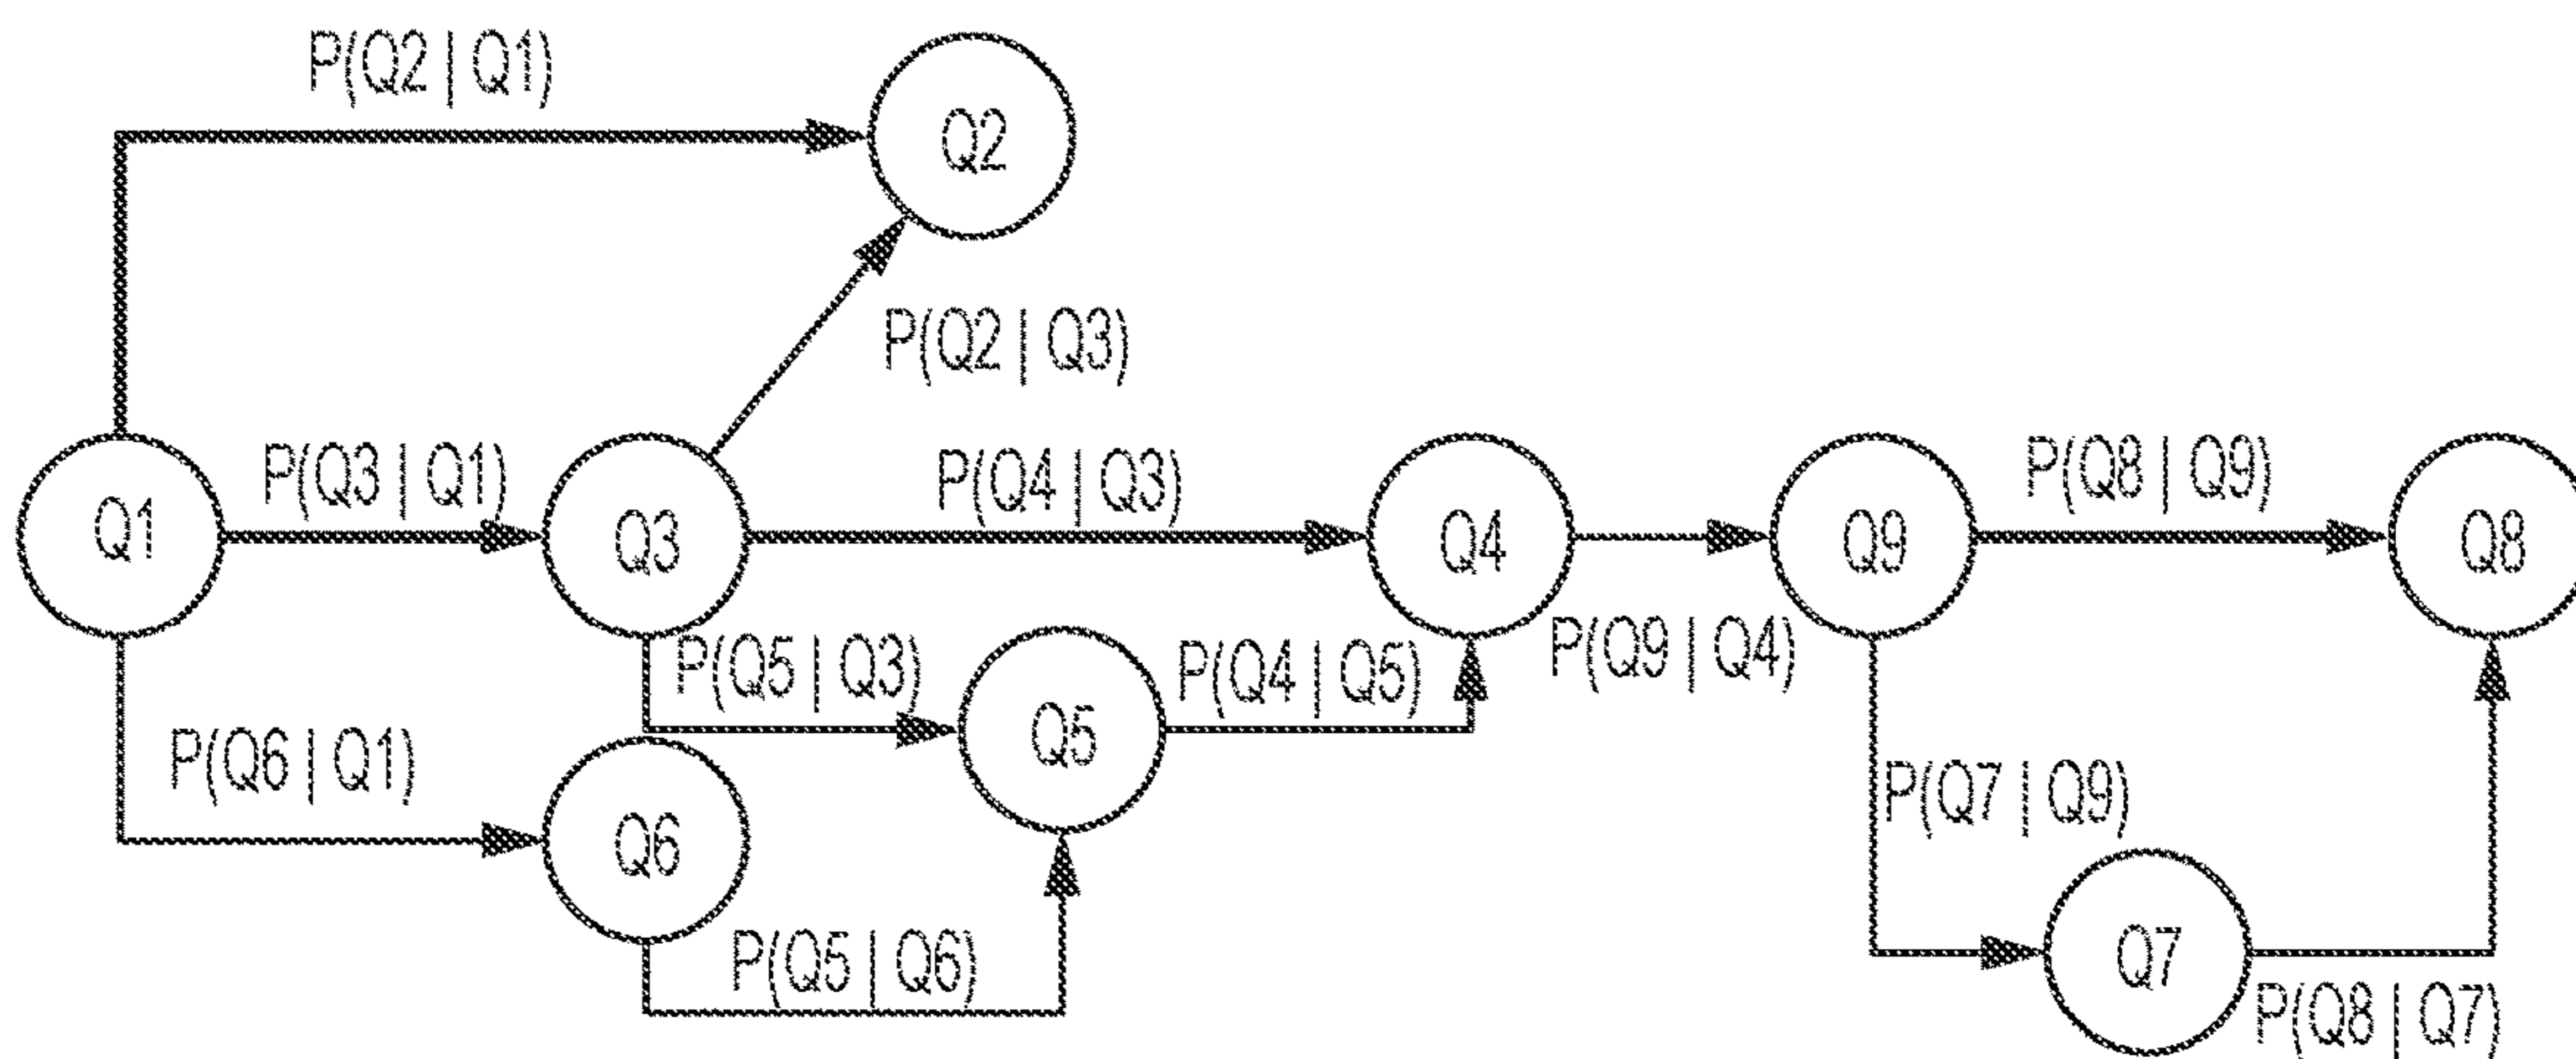 P(Q2 | Q1)
Q2
P(Q2 | Q3)
Q1
P(Q3 | Q1)
Q3
P(Q4 | Q3)
Q4
Q9
P(Q8 | Q9)
Q8
P(Q5 | Q3)
P(Q4 | Q5)
P(Q9 | Q4)
Q5
P(Q6 | Q1)
P(Q7 | Q9)
Q6
P(Q5 | Q6)
Q7
P(Q8 | Q7)